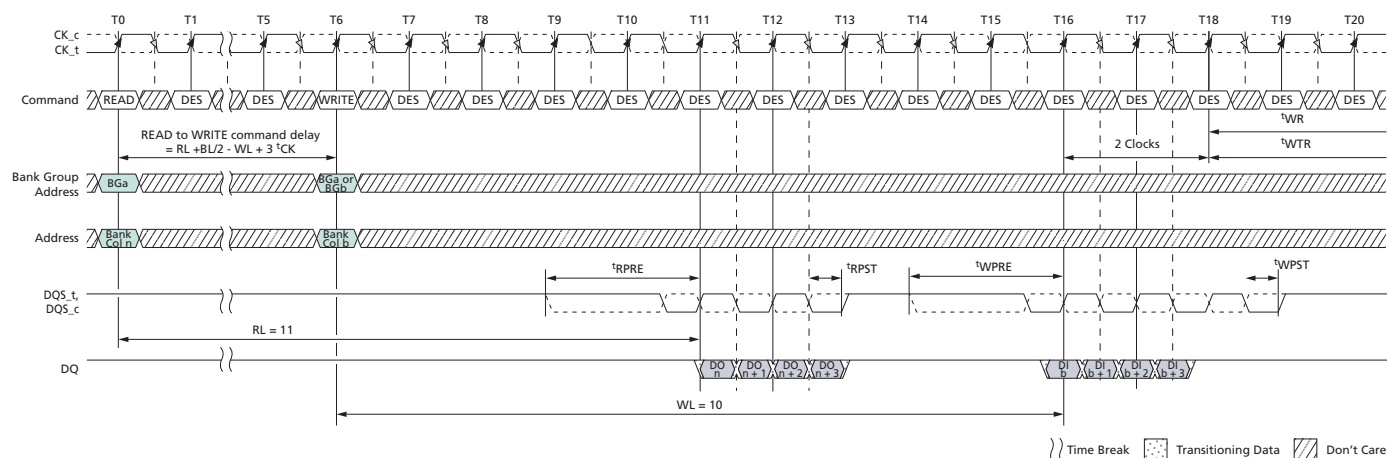 T0 T1 T5 T6 T7 T8 T9 T10 T11 T12 T13 T14 T15 T16 T17 T18 T19 T20
CK_c
CK_t
Command READ DES DES WRITE DES DES DES DES DES DES DES DES DES DES DES DES DES DES
tWR
READ to WRITE command delay
= RL +BL/2 - WL + 3 tCK
2 Clocks tWTR
Bank Group
Address
BGa
BGa or
BGb
Address
Bank
Col n
Bank
Col b
tRPRE tRPST tWPRE tWPST
DQS_t,
DQS_c
RL = 11
DQ
DO
n
DO
n + 1
DO
n + 2
DO
n + 3
DI
b
DI
b + 1
DI
b + 2
DI
b + 3
WL = 10
Time Break Transitioning Data Don't Care